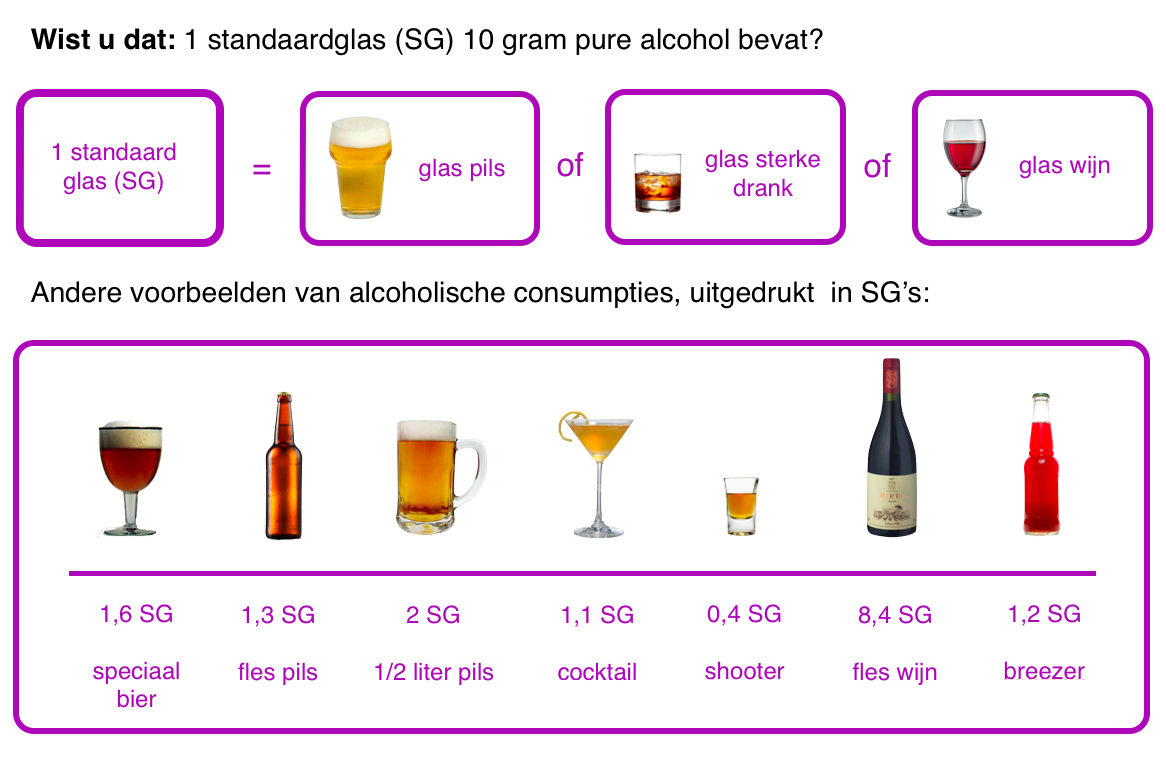 Wist u dat: 1 standaardglas (SG) 10 gram pure alcohol bevat?
1 standaard
glas (SG)
=
glas pils
of
glas sterke
drank
of
glas wijn
Andere voorbeelden van alcoholische consumpties, uitgedrukt  in SG’s:
1,6 SG
1,3 SG
2 SG
1,1 SG
0,4 SG
8,4 SG
1,2 SG
speciaal
bier
fles pils
1/2 liter pils
cocktail
shooter
fles wijn
breezer